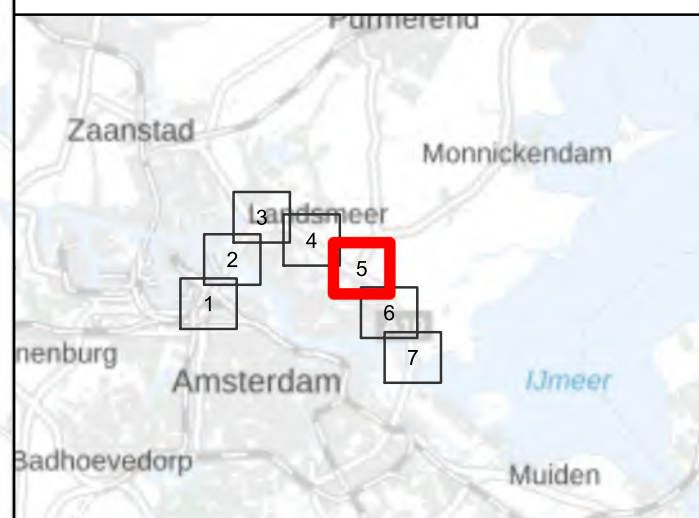 Purmerend
Zaanstad
Monnickendam
3
Landsmeer
4
2
5
1
6
7
nenburg
Amsterdam
IJmeer
Badhoevedorp
Muiden